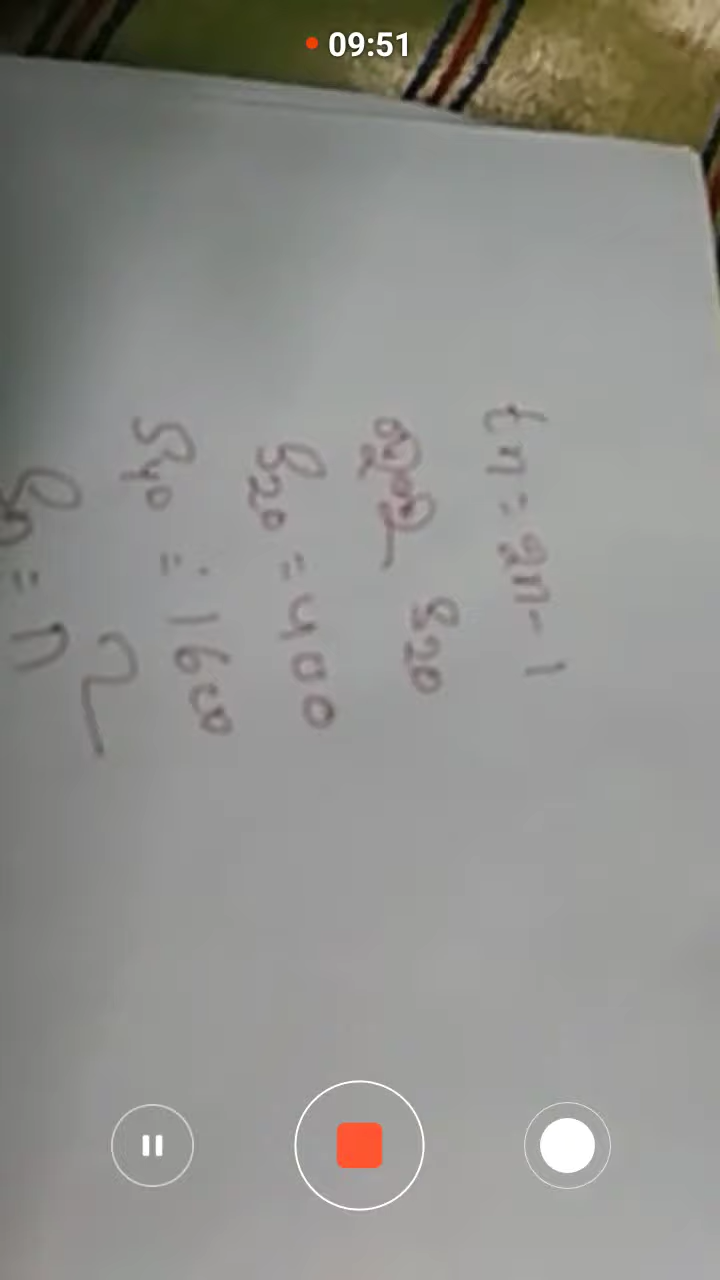 09:51
tn = 2n - 1
S20
S20 = 400
S40 = 1600
Sn = n2